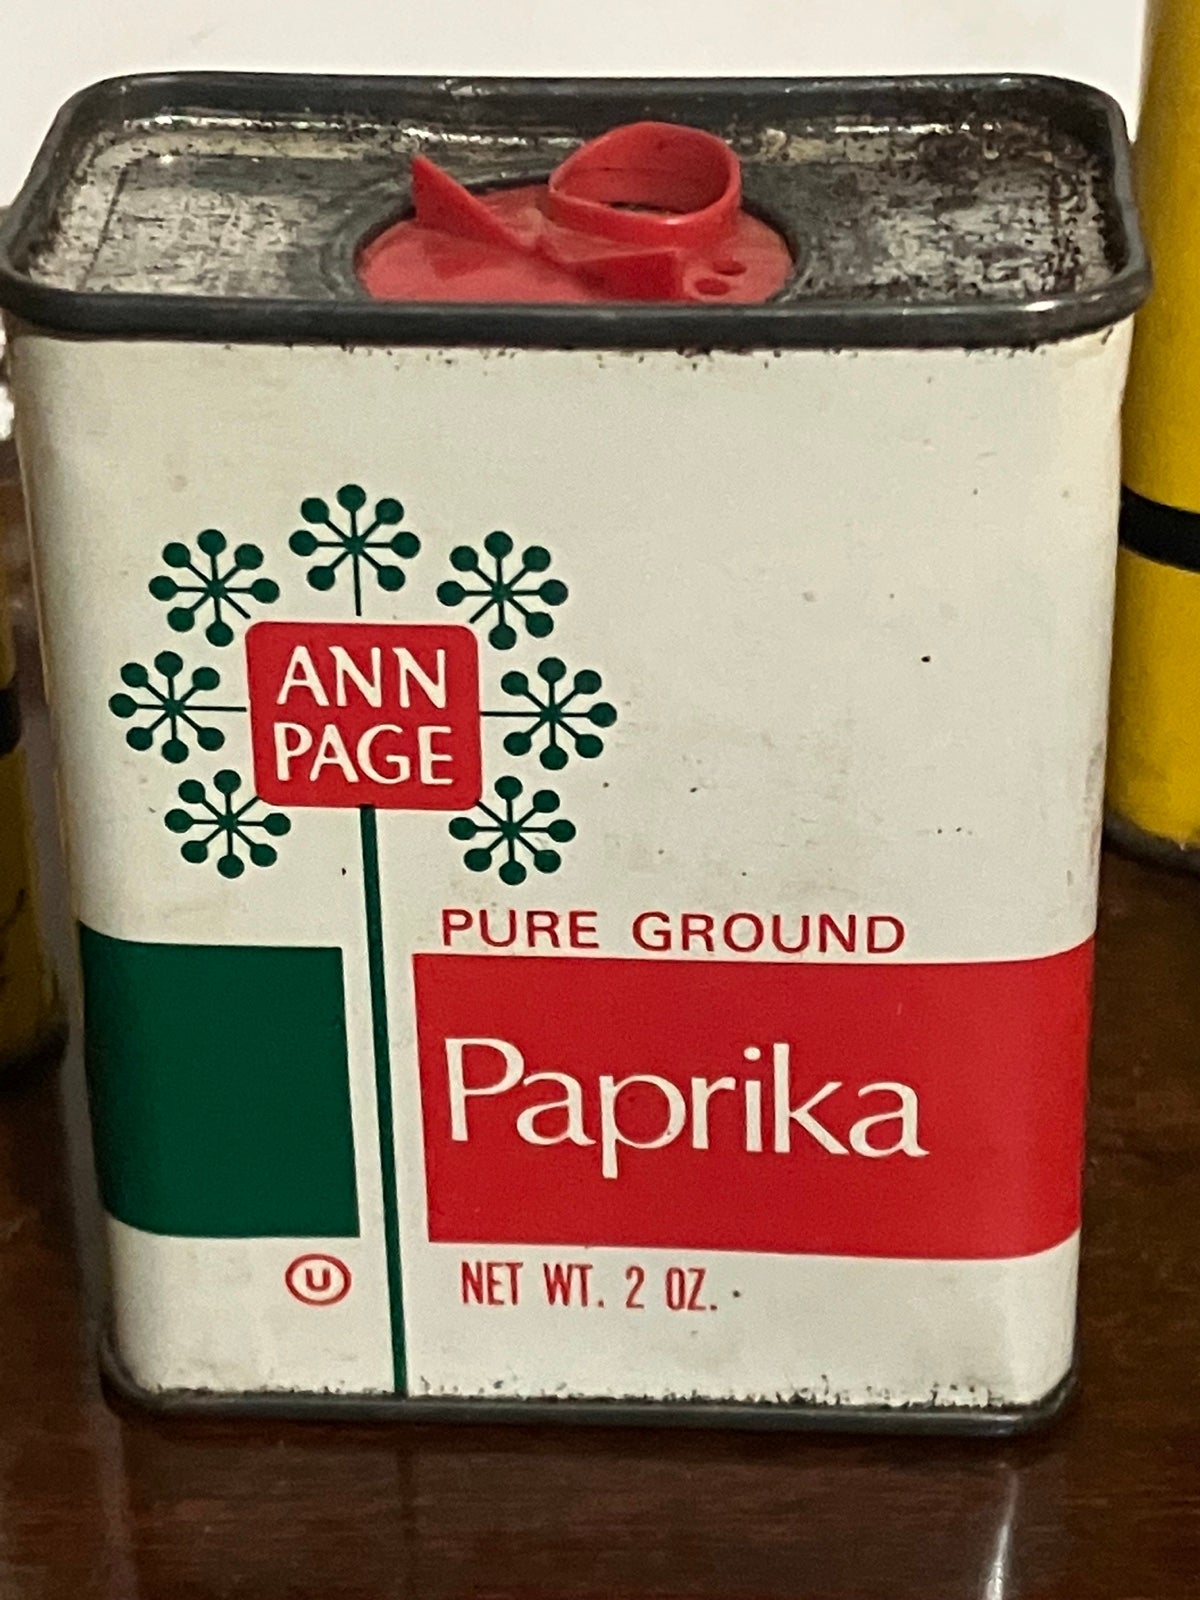 ANN
PAGE
PURE GROUND
Paprika
U
NET WT. 2 OZ.